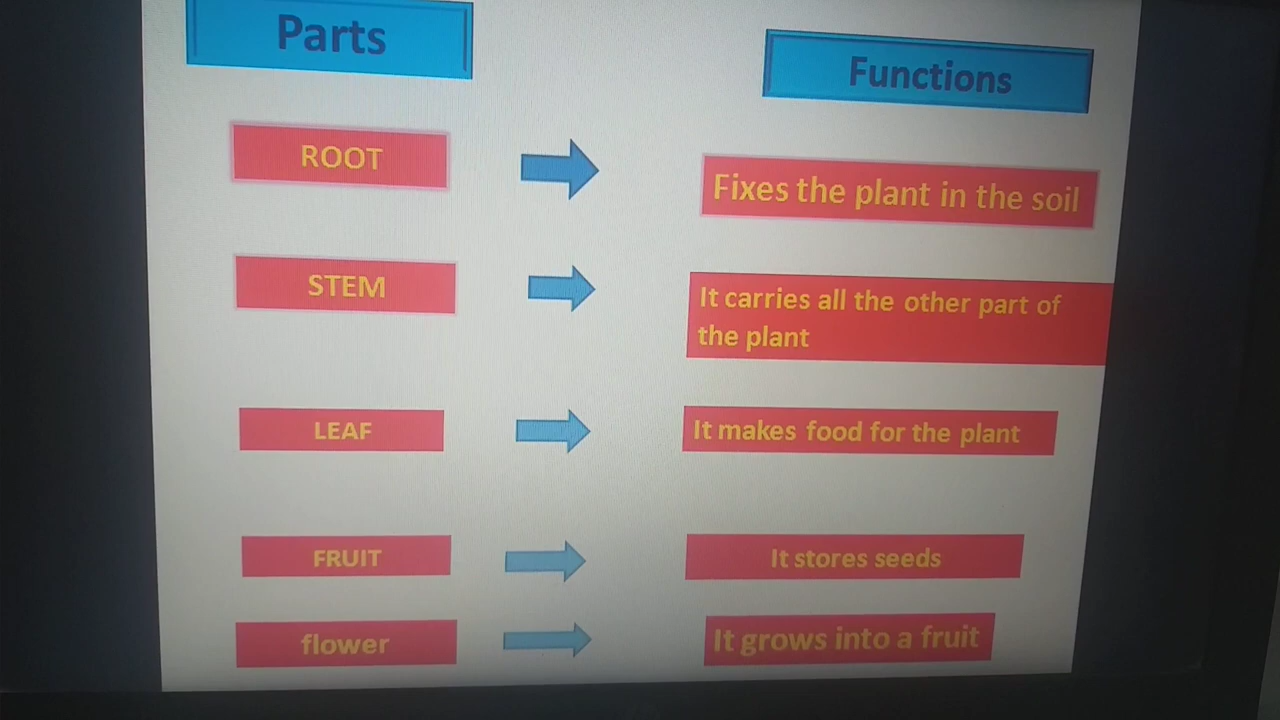 Parts
Functions
ROOT
Fixes the plant in the soil
STEM
It carries all the other part of
the plant
LEAF
It makes food for the plant
FRUIT
It stores seeds
flower
It grows into a fruit